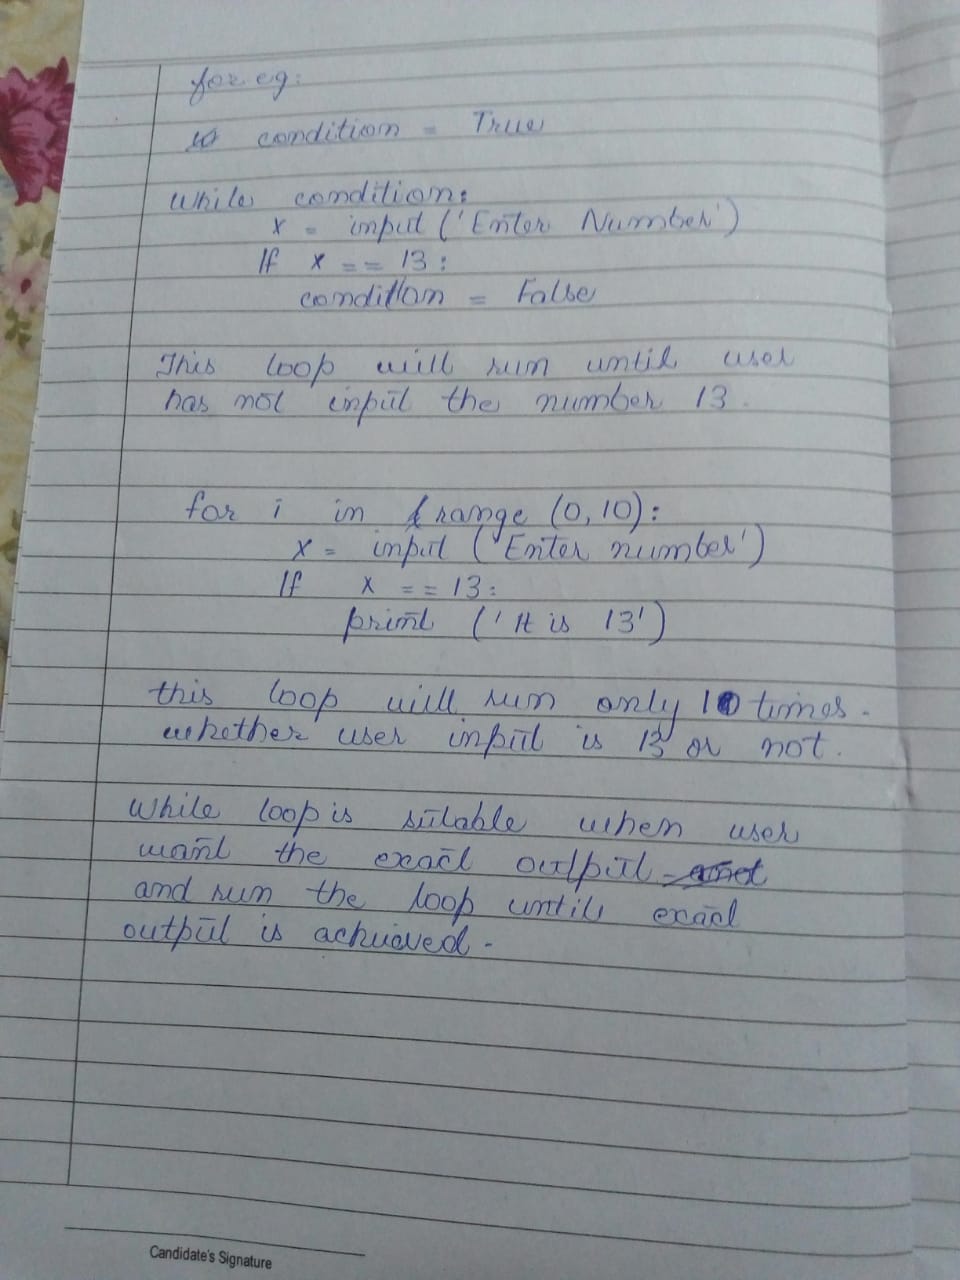 for eg:
condition = True
While condition:
x = input ('Enter Number')
If x == 13:
condition = False
This loop will run until user
has not input the number 13.
for i in range (0, 10):
x = input ('Enter number')
If x == 13:
print ('It is 13')
this loop will run only 10 times.
whether user input is 13 or not.
While loop is suitable when user
want the exact output
and run the loop until exact
output is achieved.
Candidate's Signature